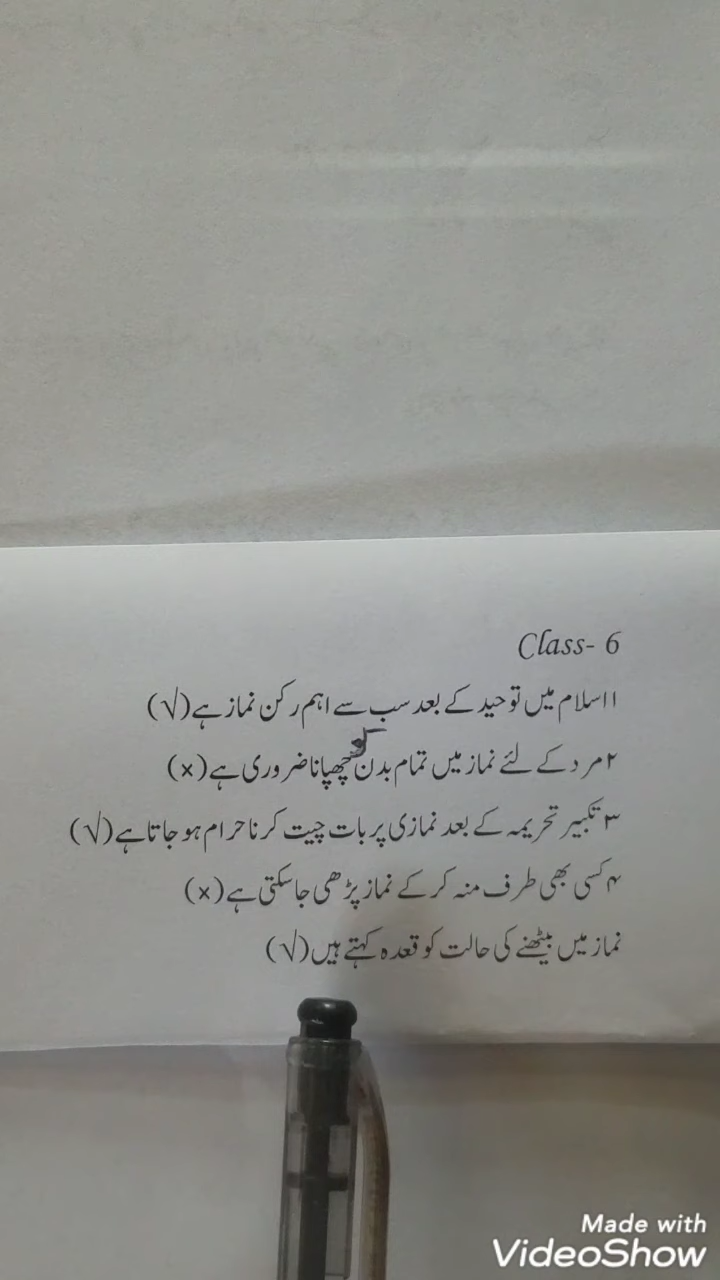 Class- 6
۱ اسلام میں توحید کے بعد سب سے اہم رکن نماز ہے (√)
۲ مرد کے لئے نماز میں تمام بدن کو چھپانا ضروری ہے (×)
۳ تکبیر تحریمہ کے بعد نمازی پر بات چیت کرنا حرام ہو جاتا ہے (√)
۴ کسی بھی طرف منہ کر کے نماز پڑھی جا سکتی ہے (×)
نماز میں بیٹھنے کی حالت کو قعدہ کہتے ہیں (√)
Made with
VideoShow